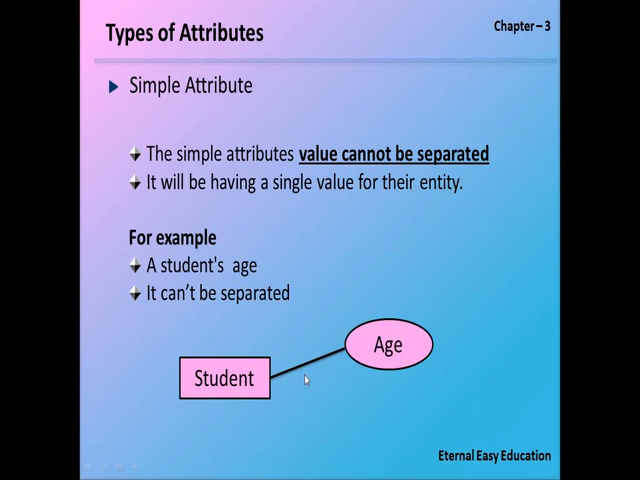 Types of Attributes
Chapter – 3
Simple Attribute
The simple attributes value cannot be separated
It will be having a single value for their entity.
For example
A student's age
It can't be separated
Age
Student
Eternal Easy Education